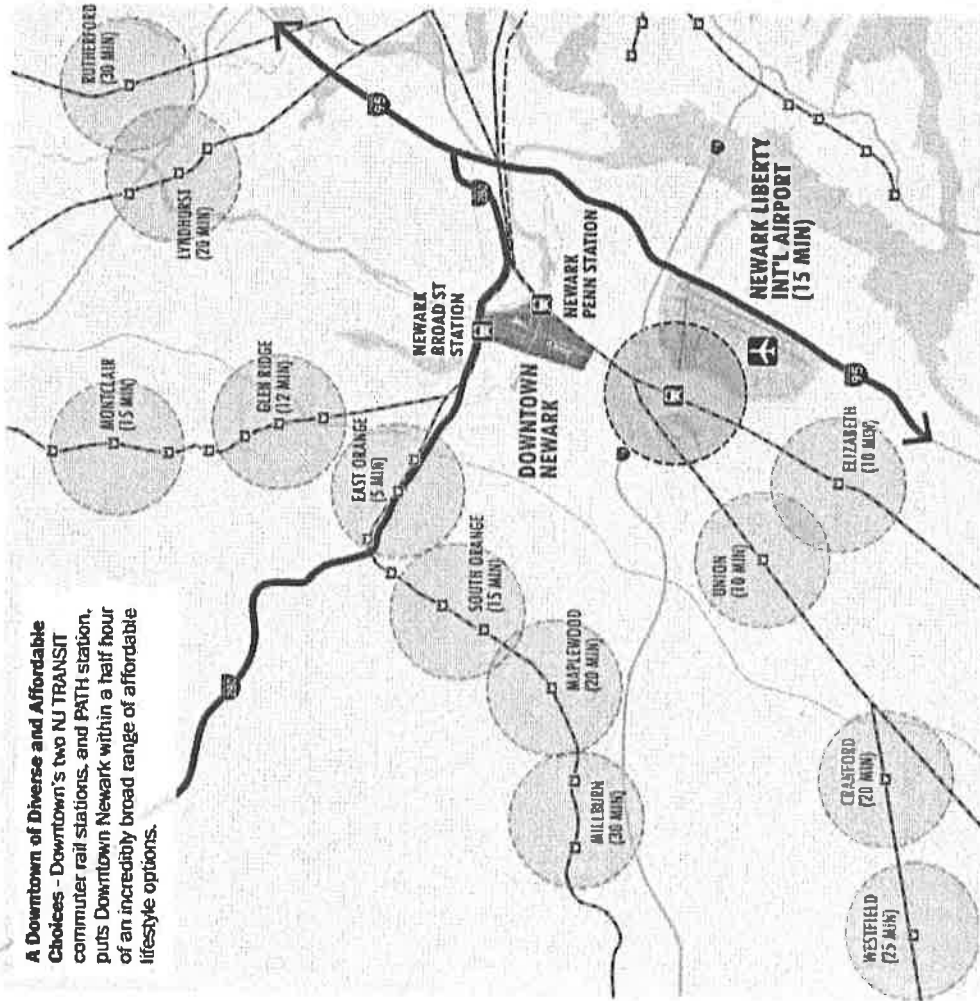 A Downtown of Diverse and Affordable
Choices - Downtown's two NJ TRANSIT
commuter rail stations, and PATH station,
puts Downtown Newark within a half hour
of an incredibly broad range of affordable
lifestyle options.
RUTHERFORD
(30 MIN)
LYNDHURST
(20 MIN)
MONTCLAIR
(15 MIN)
GLEN RIDGE
(12 MIN)
EAST ORANGE
(5 MIN)
SOUTH ORANGE
(15 MIN)
MAPLEWOOD
(20 MIN)
MILLBURN
(30 MIN)
NEWARK
BROAD ST
STATION
NEWARK
PENN STATION
DOWNTOWN
NEWARK
NEWARK LIBERTY
INT'L AIRPORT
(15 MIN)
UNION
(10 MIN)
ELIZABETH
(10 MIN)
CRANFORD
(20 MIN)
WESTFIELD
(25 MIN)
95
95